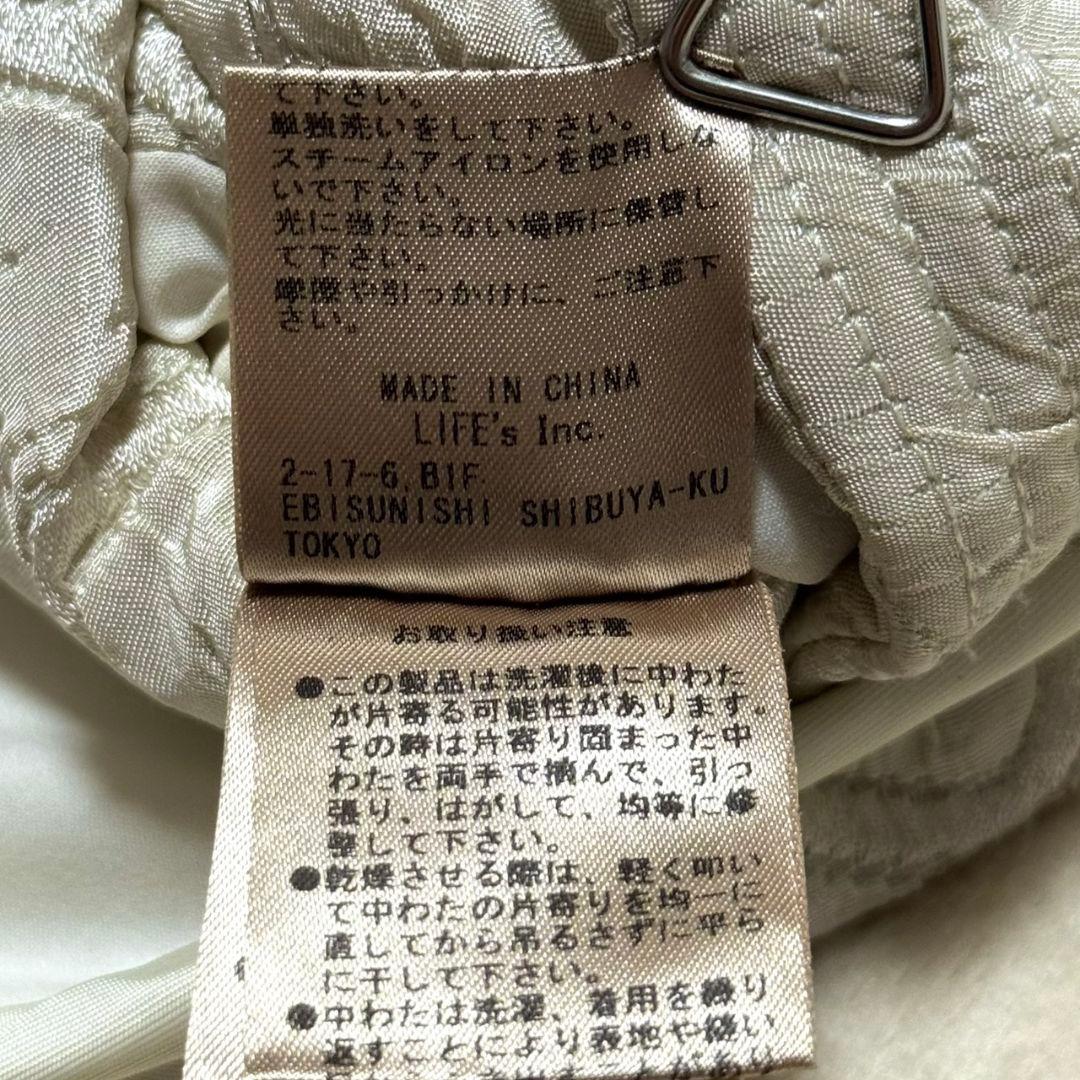 て下さい。
単独洗いをして下さい。
スチームアイロンを使用しな
いで下さい。
光に当たらない場所に保管し
て下さい。
摩擦や引っかけに、ご注意下
さい。
MADE IN CHINA
LIFE's Inc.
2-17-6,B1F
EBISUNISHI SHIBUYA-KU
TOKYO
お取り扱い注意
●この製品は洗濯後に中わた
が片寄る可能性があります。
その時は片寄り固まった中
わたを両手で摘んで、引っ
張り、はがして、均等に修
整して下さい。
●乾燥させる際は、軽く叩い
て中わたの片寄りを均一に
直してから吊るさずに平ら
に干して下さい。
●中わたは洗濯、着用を繰り
返すことにより表地や縫い